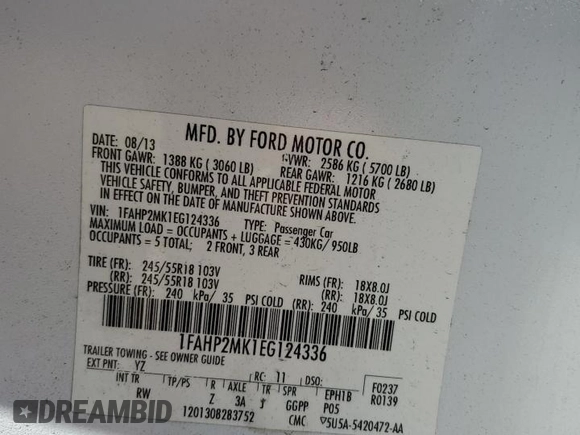 MFD. BY FORD MOTOR CO.
DATE: 08/13 GVWR: 2586 KG ( 5700 LB)
FRONT GAWR: 1388 KG ( 3060 LB) REAR GAWR: 1216 KG ( 2680 LB)
THIS VEHICLE CONFORMS TO ALL APPLICABLE FEDERAL MOTOR
VEHICLE SAFETY, BUMPER, AND THEFT PREVENTION STANDARDS
IN EFFECT ON THE DATE OF MANUFACTURE SHOWN ABOVE.
VIN: 1FAHP2MK1EG124336 TYPE: Passenger Car
MAXIMUM LOAD = OCCUPANTS + LUGGAGE = 430KG/ 950LB
OCCUPANTS = 5 TOTAL; 2 FRONT, 3 REAR
TIRE (FR): 245/55R18 103V RIMS (FR): 18X8.0J
(RR): 245/55R18 103V (RR): 18X8.0J
PRESSURE (FR): 240 kPa/ 35 PSI COLD (RR): 240 kPa/ 35 PSI COLD
1FAHP2MK1EG124336
TRAILER TOWING - SEE OWNER GUIDE
EXT PNT: YZ RC: 11 DSO: F0237
INT TR TP/PS R AXLE TR SPR EPH1B R0139
RW Z 3A J GGPP P05
1201308283752 CMC 5U5A-5420472-AA
DREAMBID